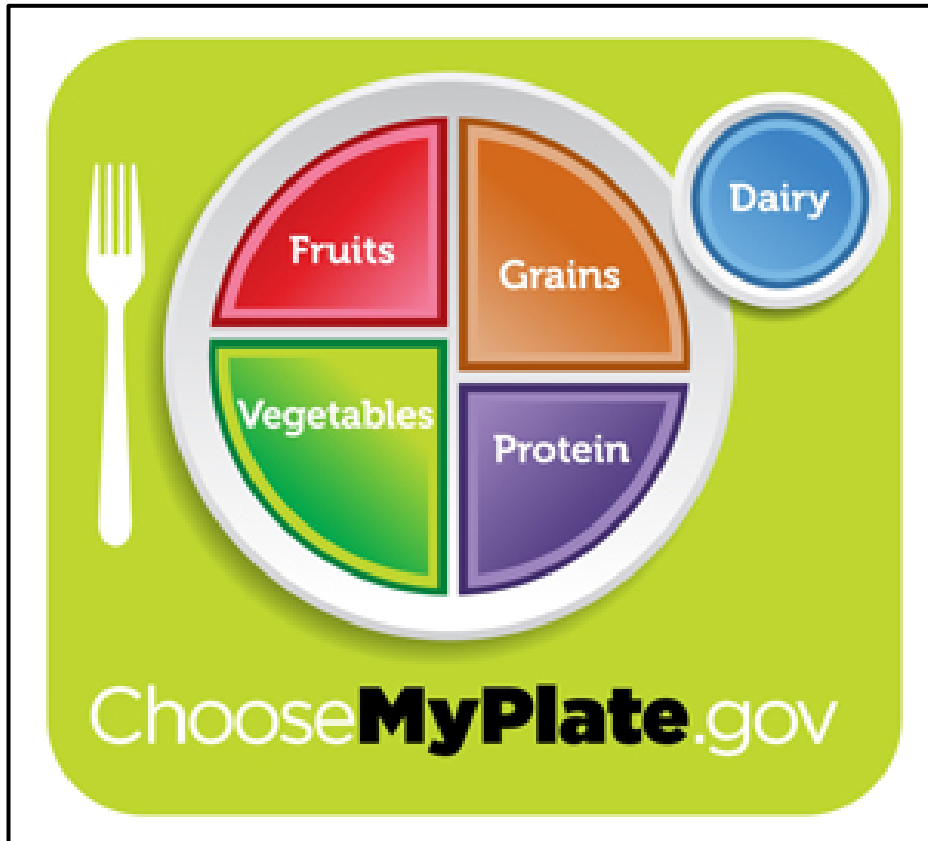 Fruits
Grains
Dairy
Vegetables
Protein
ChooseMyPlate.gov